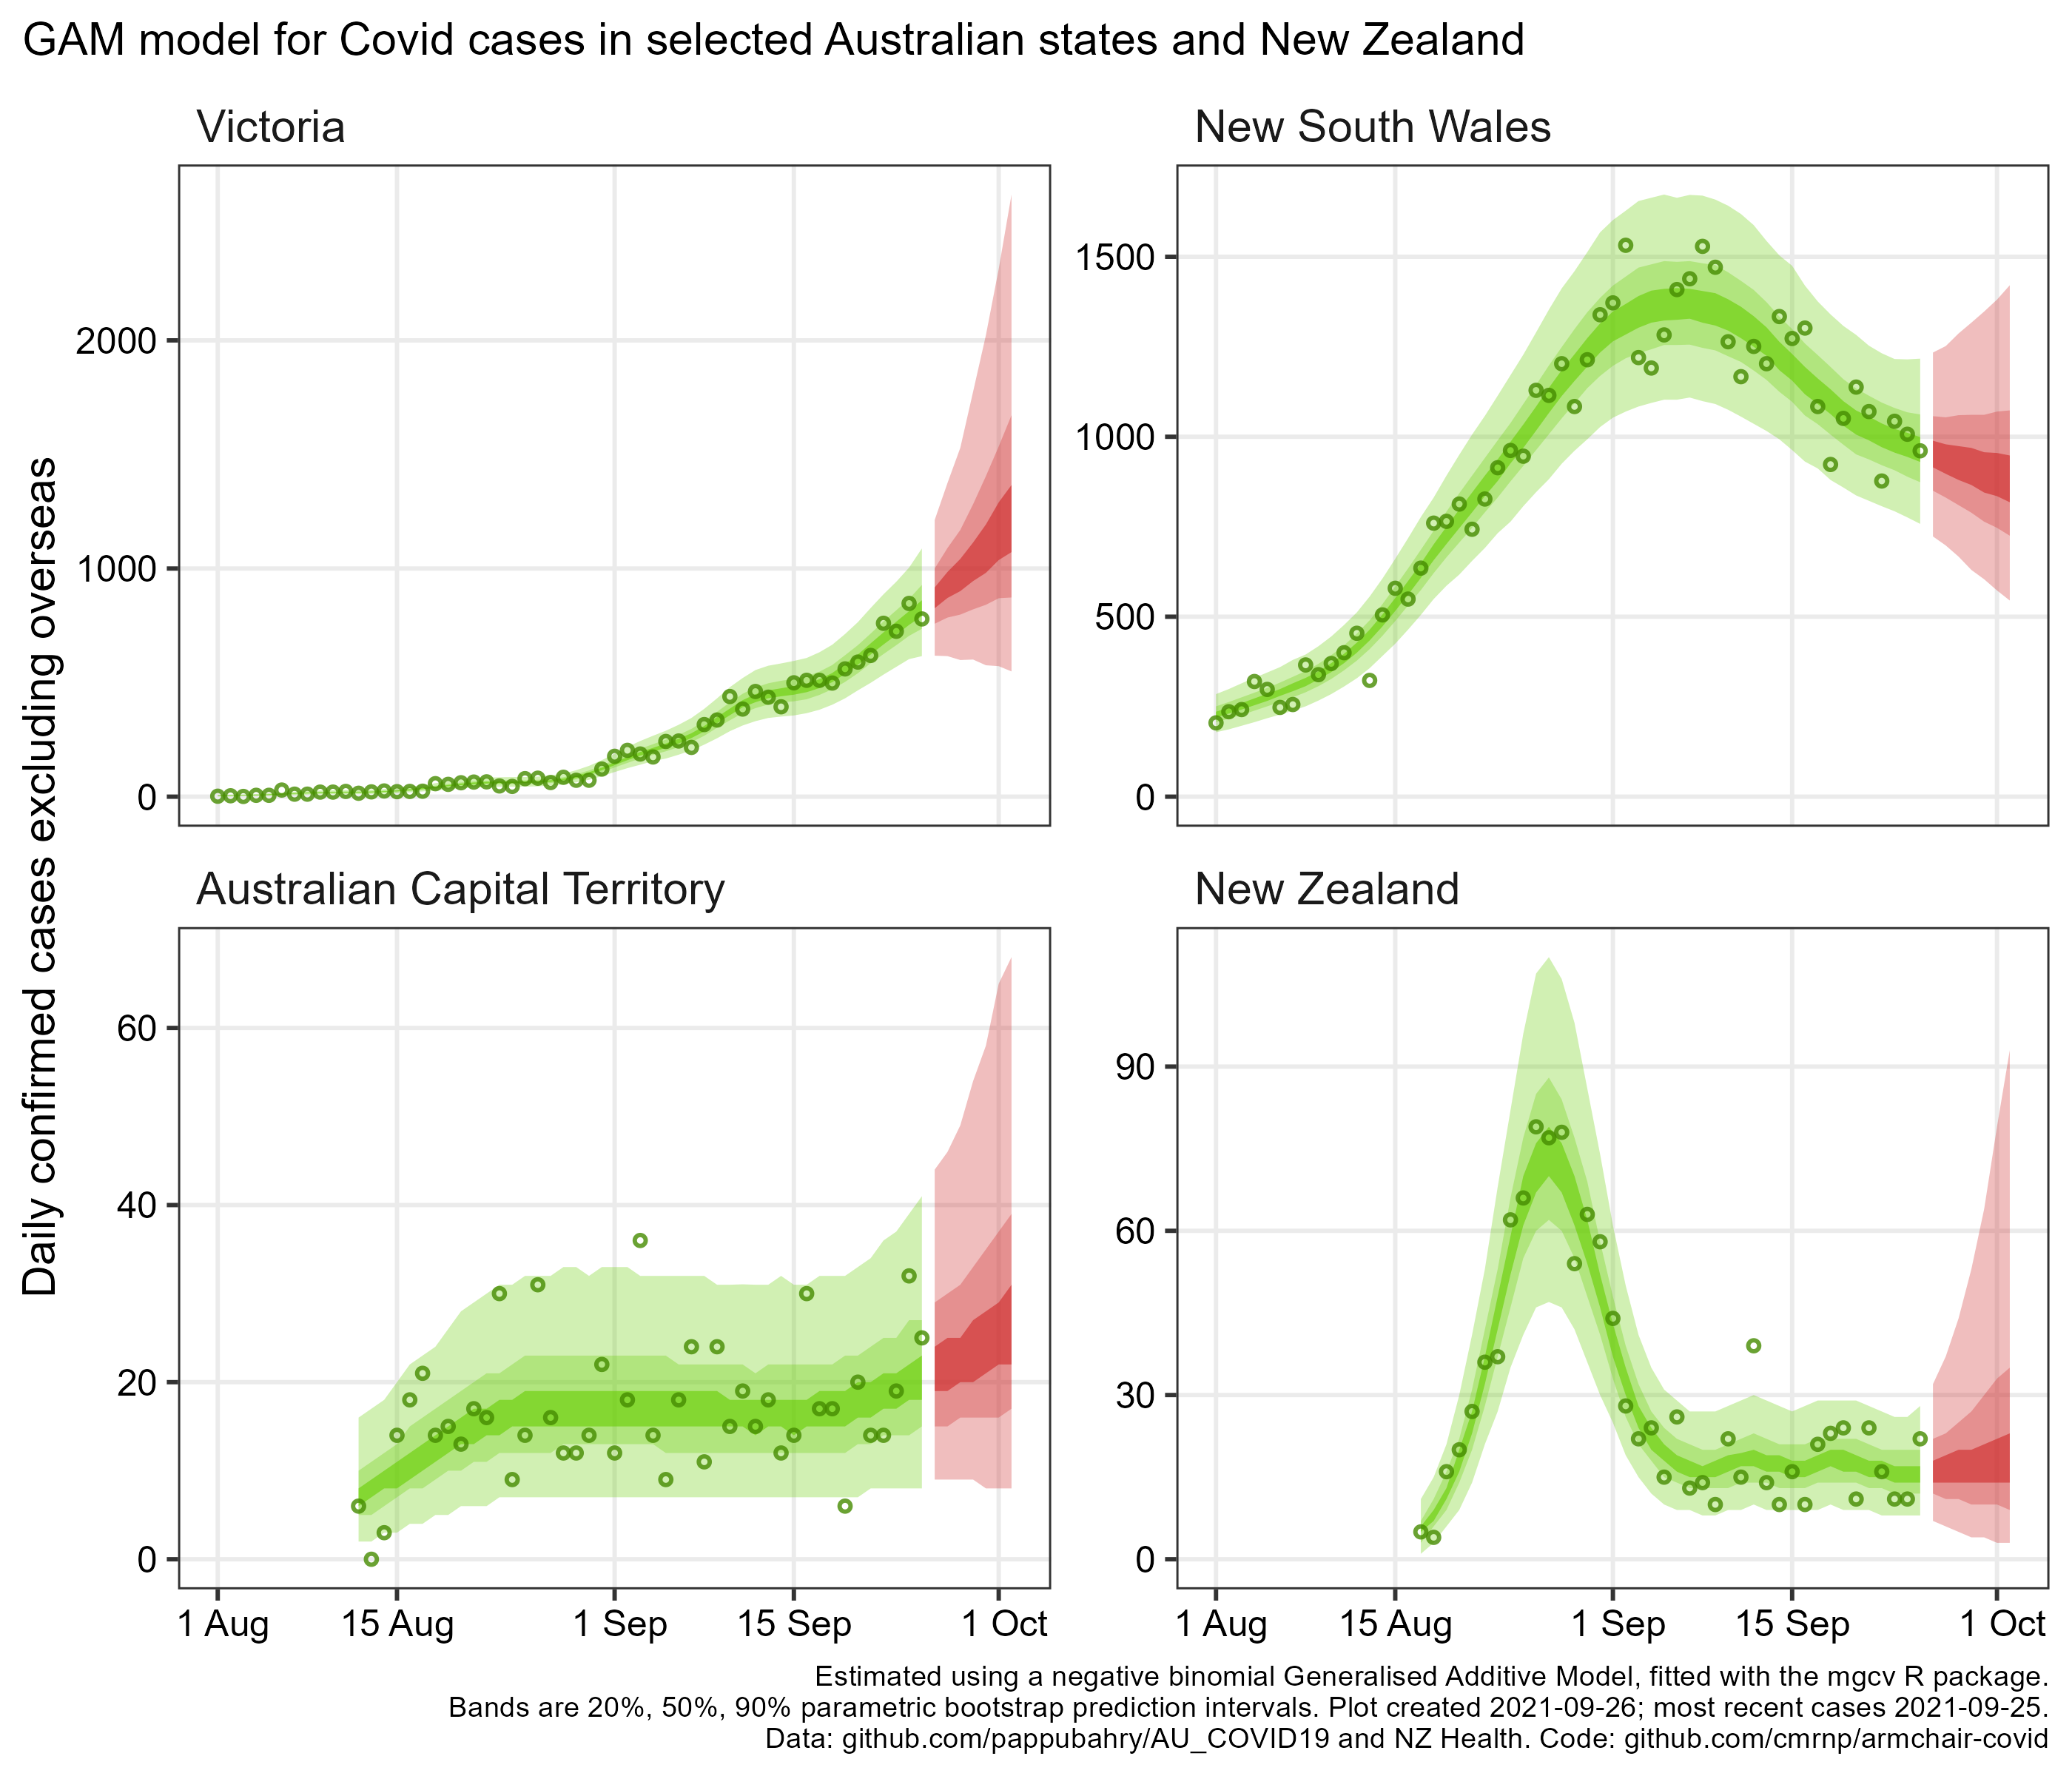 GAM model for Covid cases in selected Australian states and New Zealand
Victoria
New South Wales
Daily confirmed cases excluding overseas
2000
1000
0
1500
1000
500
0
Australian Capital Territory
New Zealand
60
40
20
0
90
60
30
0
1 Aug 15 Aug 1 Sep 15 Sep 1 Oct
1 Aug 15 Aug 1 Sep 15 Sep 1 Oct
Estimated using a negative binomial Generalised Additive Model, fitted with the mgcv R package.
Bands are 20%, 50%, 90% parametric bootstrap prediction intervals. Plot created 2021-09-26; most recent cases 2021-09-25.
Data: github.com/pappubahry/AU_COVID19 and NZ Health. Code: github.com/cmrnp/armchair-covid